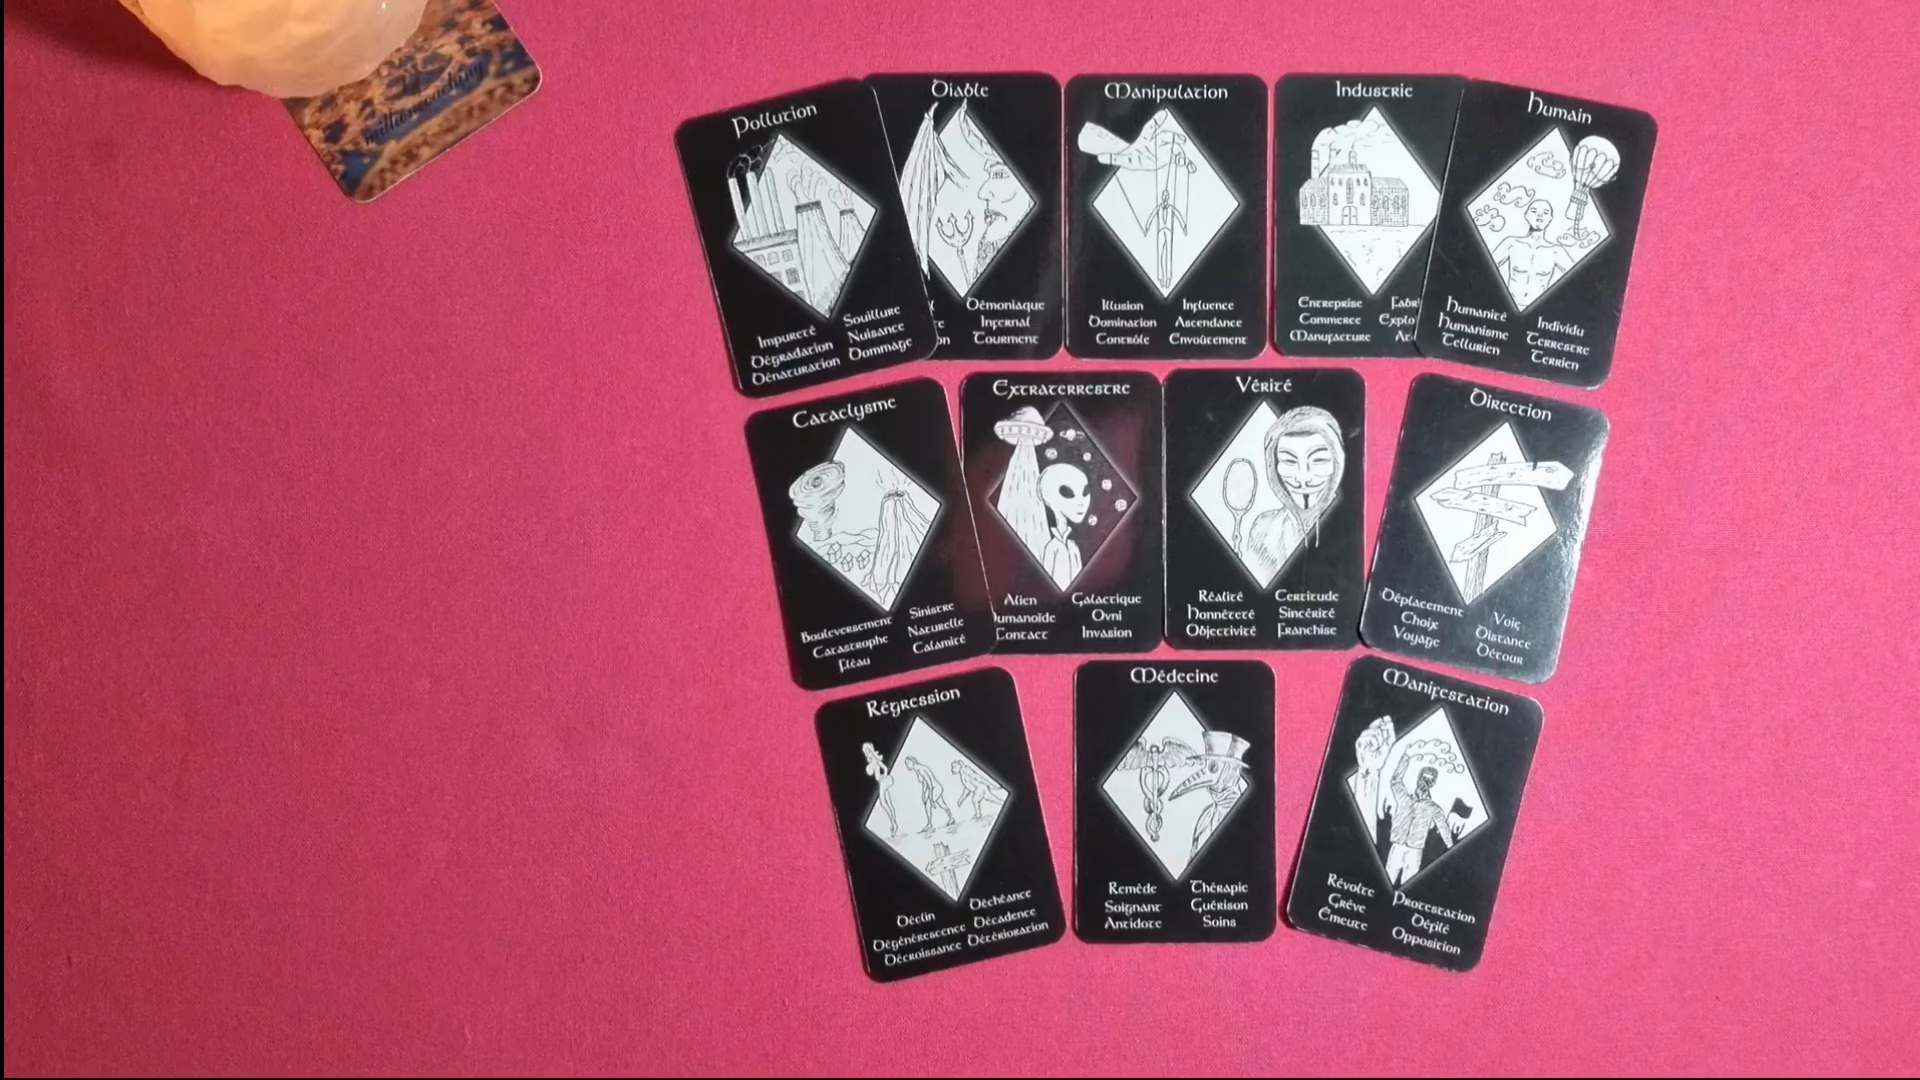 Pollution
Impureté Souillure
Dégradation Nuisance
Dénaturation Dommage
Diable
Démoniaque
Infernal
Tourment
Manipulation
Illusion Influence
Domination Ascendance
Contrôle Envoûtement
Industrie
Entreprise Fabri
Commerce Explo
Manufacture
Humain
Humanité Individu
Humanisme Terrestre
Tellurien Terrien
Cataclysme
Bouleversement Sinistre
Catastrophe Naturelle
Fléau Calamité
Extraterrestre
Alien Galactique
umanoïde Ovni
Contact Invasion
Vérité
Réalité Certitude
Honnêteté Sincérité
Objectivité Franchise
Direction
Déplacement Voie
Choix Distance
Voyage Détour
Régression
Déclin Déchéance
Dégénérescence Décadence
Décroissance Détérioration
Médecine
Remède Thérapie
Soignant Guérison
Antidote Soins
Manifestation
Révolte Protestation
Grêve Défilé
Émeute Opposition